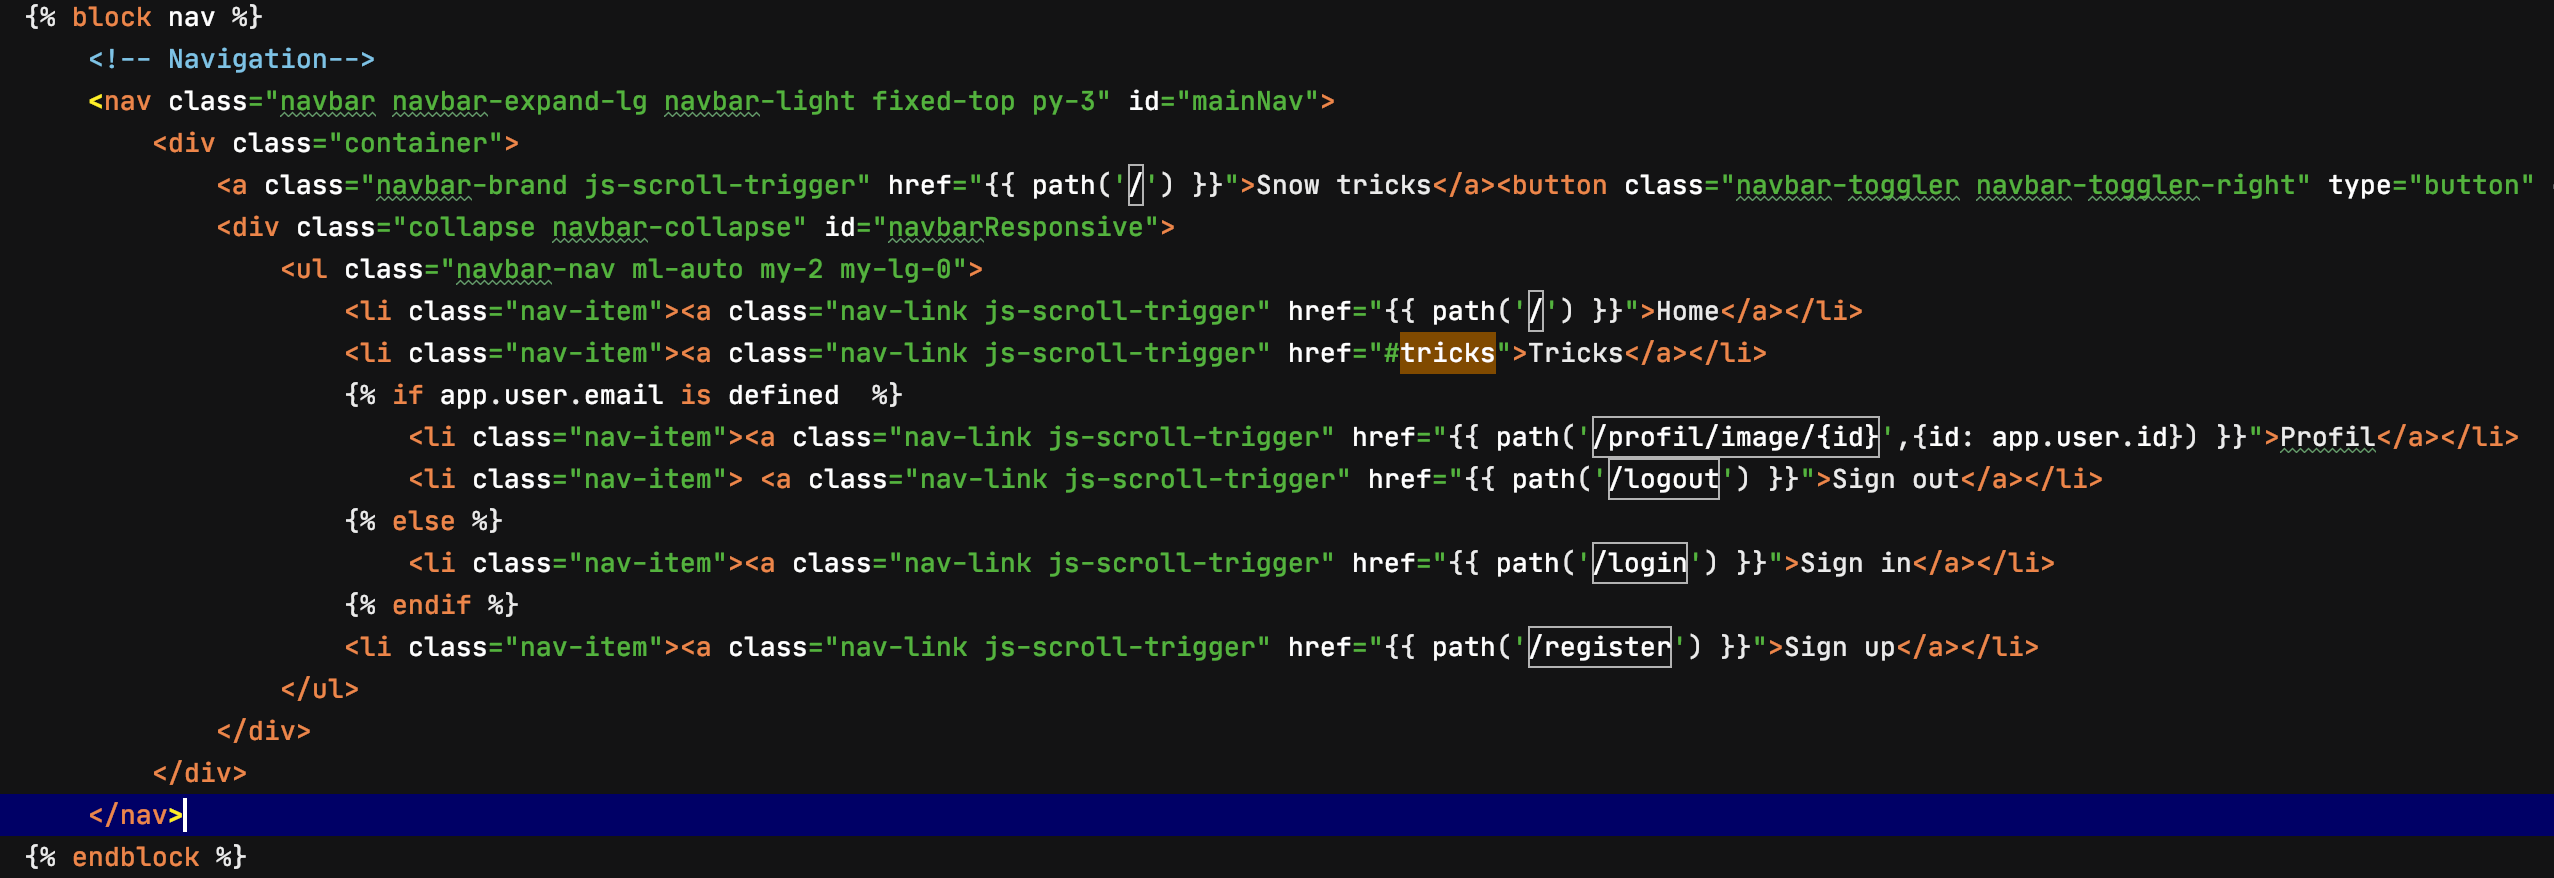 {% block nav %}
<!-- Navigation-->
<nav class="navbar navbar-expand-lg navbar-light fixed-top py-3" id="mainNav">
<div class="container">
<a class="navbar-brand js-scroll-trigger" href="{{ path('/') }}">Snow tricks</a><button class="navbar-toggler navbar-toggler-right" type="button"
<div class="collapse navbar-collapse" id="navbarResponsive">
<ul class="navbar-nav ml-auto my-2 my-lg-0">
<li class="nav-item"><a class="nav-link js-scroll-trigger" href="{{ path('/') }}">Home</a></li>
<li class="nav-item"><a class="nav-link js-scroll-trigger" href="#tricks">Tricks</a></li>
{% if app.user.email is defined  %}
<li class="nav-item"><a class="nav-link js-scroll-trigger" href="{{ path('/profil/image/{id}',{id: app.user.id}) }}">Profil</a></li>
<li class="nav-item"> <a class="nav-link js-scroll-trigger" href="{{ path('/logout') }}">Sign out</a></li>
{% else %}
<li class="nav-item"><a class="nav-link js-scroll-trigger" href="{{ path('/login') }}">Sign in</a></li>
{% endif %}
<li class="nav-item"><a class="nav-link js-scroll-trigger" href="{{ path('/register') }}">Sign up</a></li>
</ul>
</div>
</div>
</nav>
{% endblock %}